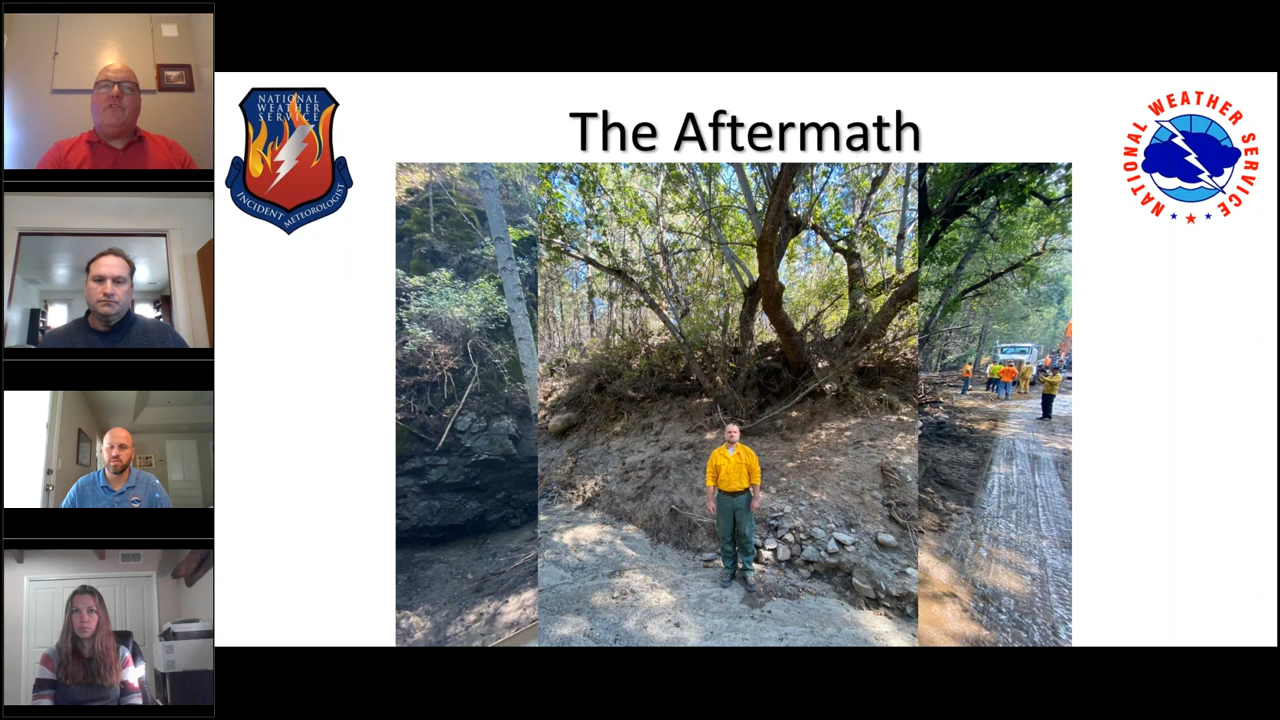 NATIONAL
WEATHER
SERVICE
INCIDENT METEOROLOGIST
The Aftermath
NATIONAL WEATHER SERVICE